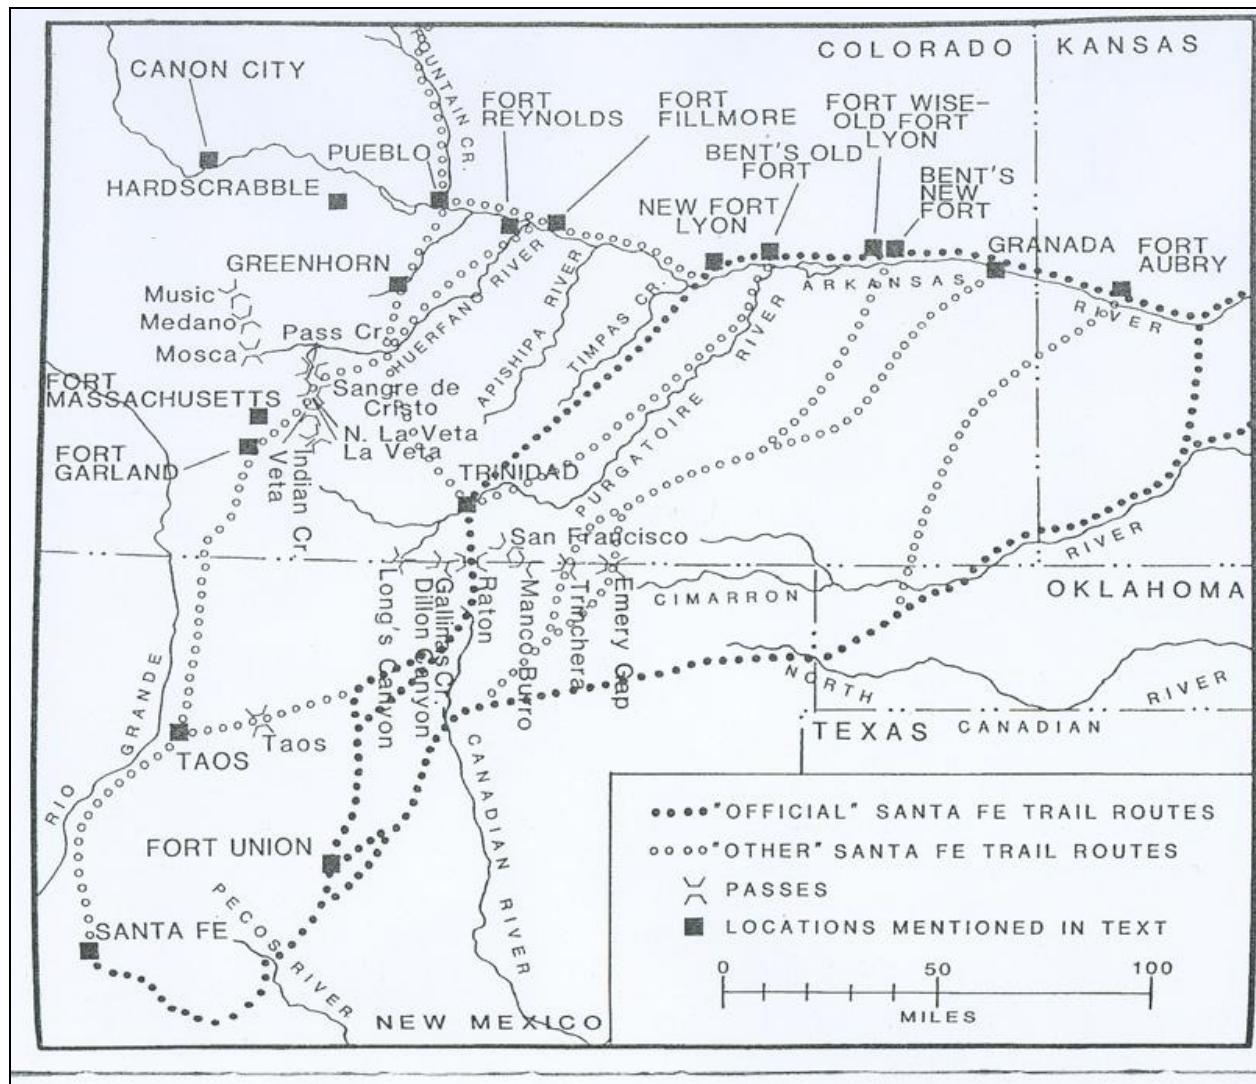 COLORADO
KANSAS
CANON CITY
FOUNTAIN CR.
FORT
REYNOLDS
FORT
FILLMORE
FORT WISE-
OLD FORT
LYON
PUEBLO
BENT'S OLD
FORT
BENT'S
NEW
FORT
HARDSCRABBLE
NEW FORT
LYON
GRANADA
FORT
AUBRY
GREENHORN
ARKANSAS
RIVER
Music
Medano
Mosca
Pass Cr.
HUERFANO RIVER
APISHIPA RIVER
TIMPAS CR.
PURGATOIRE RIVER
FORT
MASSACHUSETTS
Sangre de
Cristo
N. La Veta
La Veta
FORT
GARLAND
Veta
Indian Cr.
TRINIDAD
San Francisco
Long's Canyon
Dillon Canyon
Gallinas Cr.
Raton
Manco Burro
Trinchera
Emery Gap
CIMARRON
RIVER
OKLAHOMA
NORTH
CANADIAN
RIVER
TEXAS
RIO GRANDE
TAOS
Taos
CANADIAN RIVER
FORT UNION
PECOS RIVER
SANTA FE
NEW MEXICO
"OFFICIAL" SANTA FE TRAIL ROUTES
"OTHER" SANTA FE TRAIL ROUTES
PASSES
LOCATIONS MENTIONED IN TEXT
0 50 100
MILES